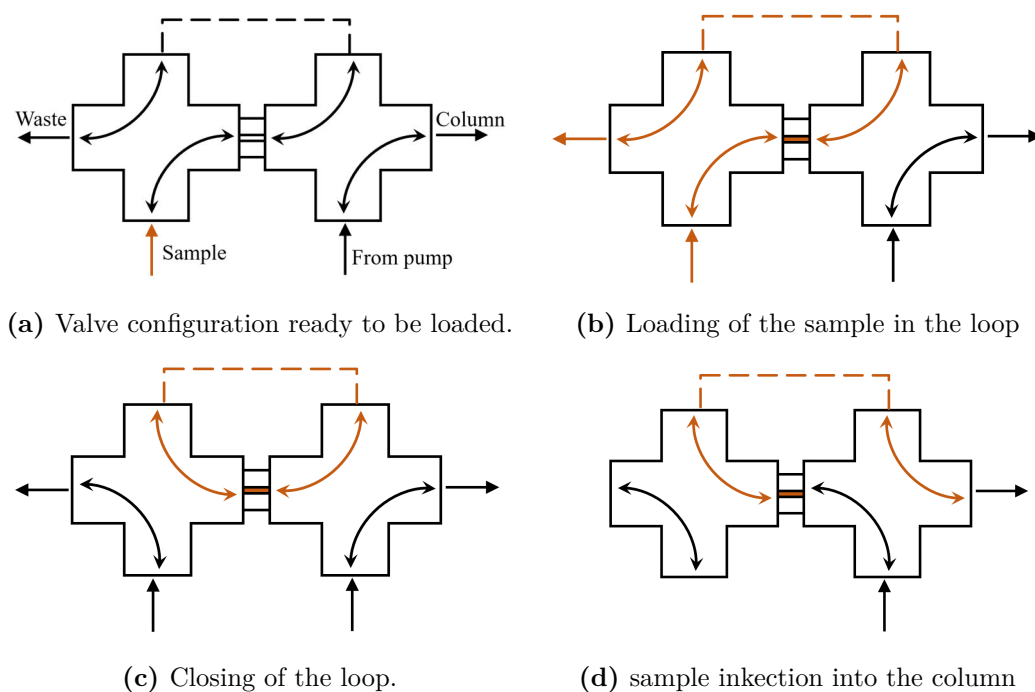 Waste
Column
Sample
From pump
(a) Valve configuration ready to be loaded.
(b) Loading of the sample in the loop
(c) Closing of the loop.
(d) sample inkection into the column